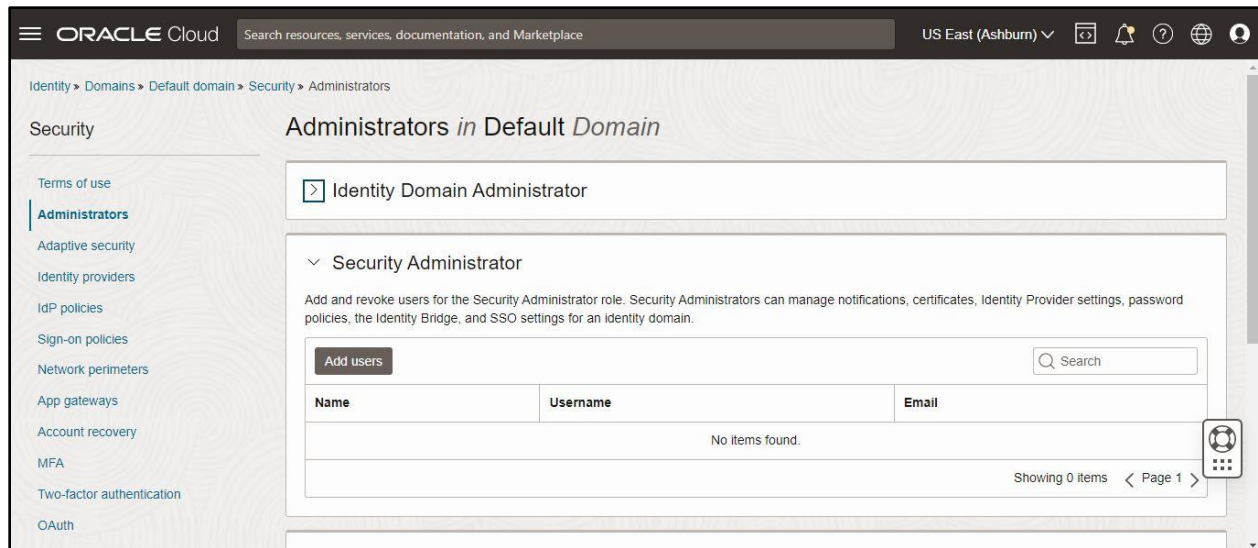 ORACLE Cloud
Search resources, services, documentation, and Marketplace
US East (Ashburn)
Identity » Domains » Default domain » Security » Administrators
Security
Terms of use
Administrators
Adaptive security
Identity providers
IdP policies
Sign-on policies
Network perimeters
App gateways
Account recovery
MFA
Two-factor authentication
OAuth
Administrators in Default Domain
Identity Domain Administrator
Security Administrator
Add and revoke users for the Security Administrator role. Security Administrators can manage notifications, certificates, Identity Provider settings, password
policies, the Identity Bridge, and SSO settings for an identity domain.
Add users
Search
Name Username Email
No items found.
Showing 0 items < Page 1 >